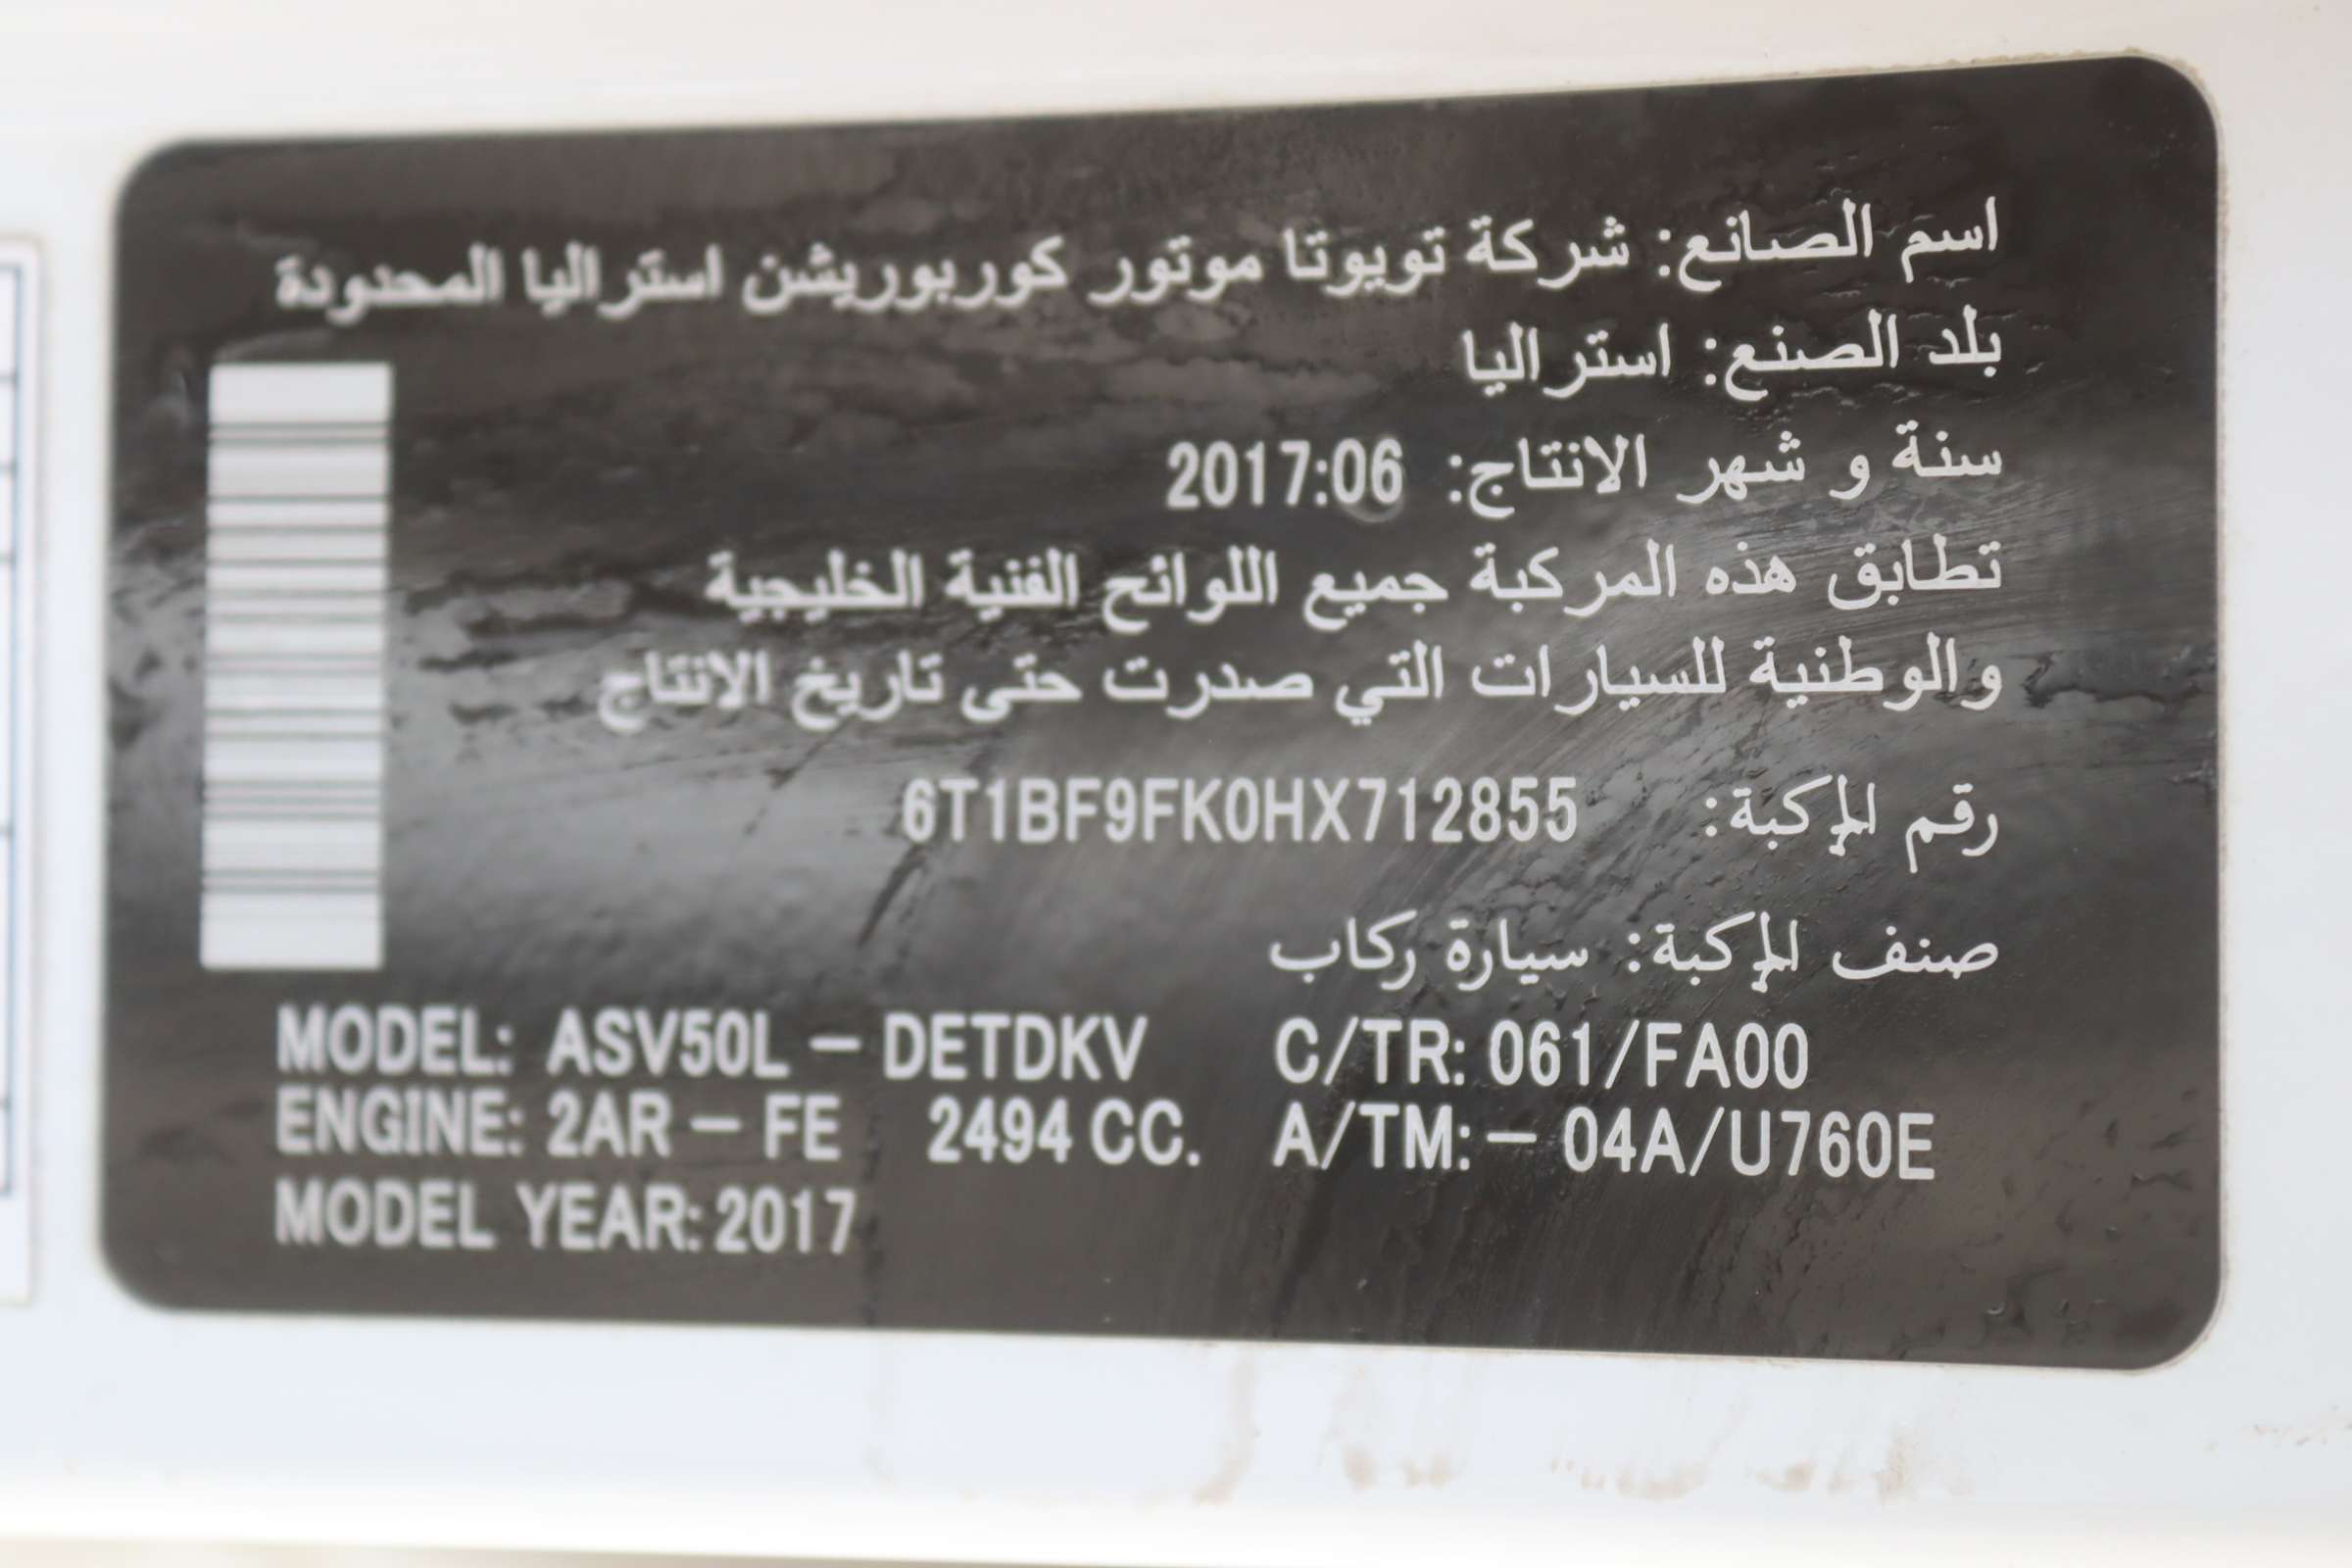 اسم الصانع: شركة تويوتا موتور كوربوريشن استراليا المحدودة
بلد الصنع: استراليا
سنة و شهر الانتاج: 2017:06
تطابق هذه المركبة جميع اللوائح الفنية الخليجية
والوطنية للسيارات التي صدرت حتى تاريخ الانتاج
رقم المركبة: 6T1BF9FK0HX712855
صنف المركبة: سيارة ركاب
MODEL: ASV50L – DETDKV C/TR: 061/FA00
ENGINE: 2AR – FE 2494 CC. A/TM: – 04A/U760E
MODEL YEAR: 2017